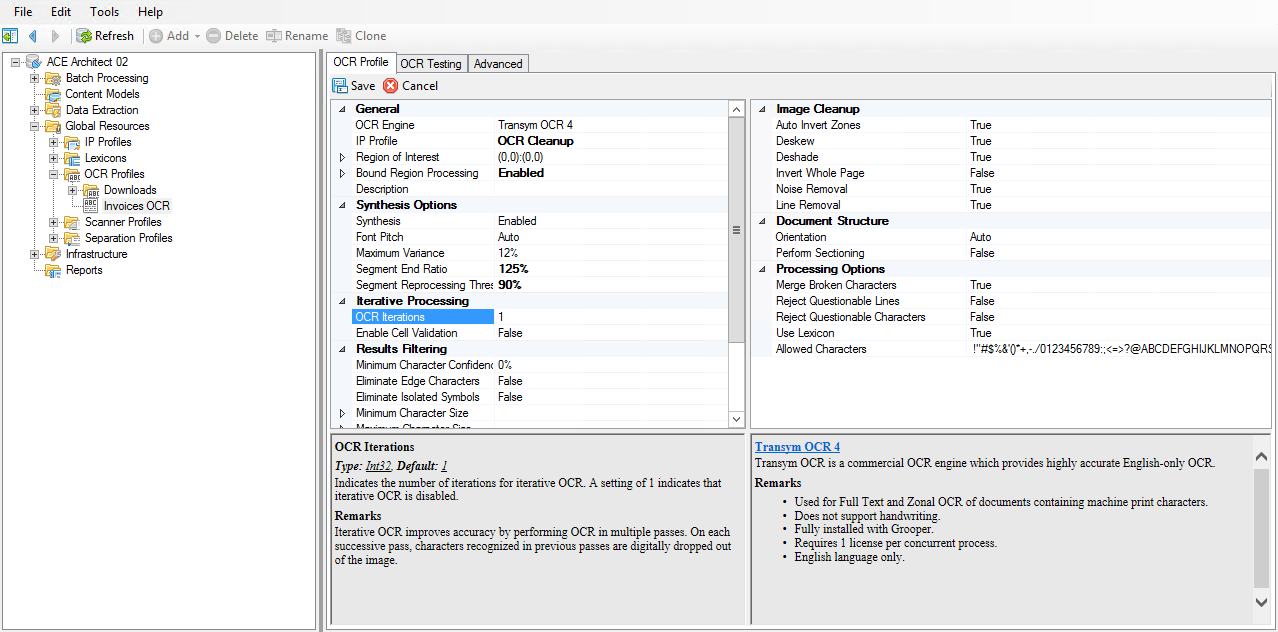 File Edit Tools Help
Refresh Add Delete Rename Clone
ACE Architect 02
Batch Processing
Content Models
Data Extraction
Global Resources
IP Profiles
Lexicons
OCR Profiles
Downloads
Invoices OCR
Scanner Profiles
Separation Profiles
Infrastructure
Reports
OCR Profile OCR Testing Advanced
Save Cancel
General
OCR Engine Transym OCR 4
IP Profile OCR Cleanup
Region of Interest (0,0):(0,0)
Bound Region Processing Enabled
Description
Synthesis Options
Synthesis Enabled
Font Pitch Auto
Maximum Variance 12%
Segment End Ratio 125%
Segment Reprocessing Thres 90%
Iterative Processing
OCR Iterations 1
Enable Cell Validation False
Results Filtering
Minimum Character Confidenc 0%
Eliminate Edge Characters False
Eliminate Isolated Symbols False
Minimum Character Size
Maximum Character Size
Image Cleanup
Auto Invert Zones True
Deskew True
Deshade True
Invert Whole Page False
Noise Removal True
Line Removal True
Document Structure
Orientation Auto
Perform Sectioning False
Processing Options
Merge Broken Characters True
Reject Questionable Lines False
Reject Questionable Characters False
Use Lexicon True
Allowed Characters !"#$%&'()*+,-./0123456789:;<=>?@ABCDEFGHIJKLMNOPQRS
OCR Iterations
Type: Int32, Default: 1
Indicates the number of iterations for iterative OCR. A setting of 1 indicates that
iterative OCR is disabled.
Remarks
Iterative OCR improves accuracy by performing OCR in multiple passes. On each
successive pass, characters recognized in previous passes are digitally dropped out
of the image.
Transym OCR 4
Transym OCR is a commercial OCR engine which provides highly accurate English-only OCR.
Remarks
• Used for Full Text and Zonal OCR of documents containing machine print characters.
• Does not support handwriting.
• Fully installed with Grooper.
• Requires 1 license per concurrent process.
• English language only.